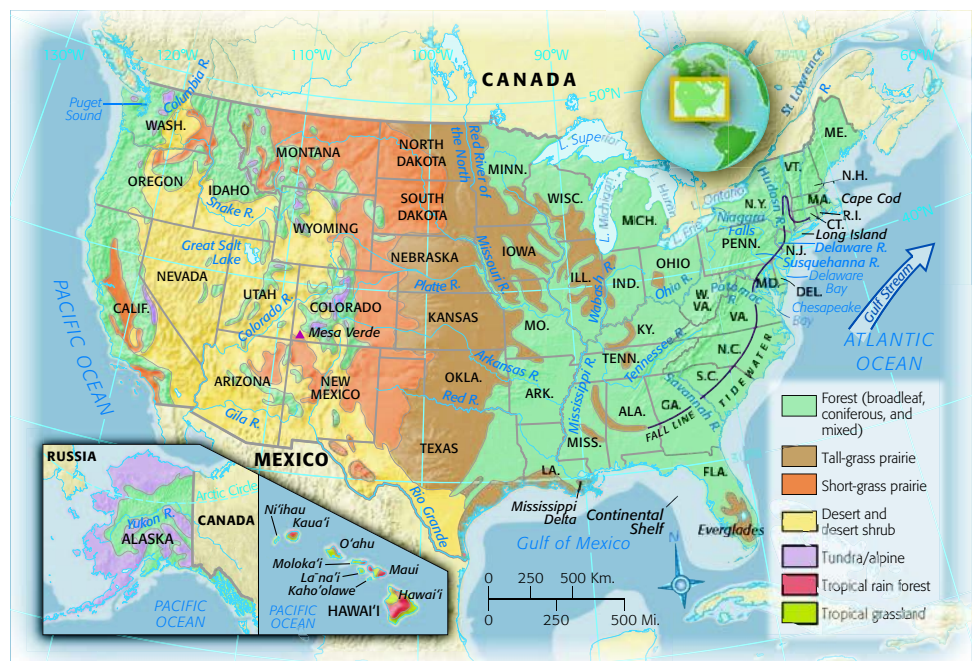 130°W
120°W
110°W
100°W
90°W
70°W
60°W
50°N
40°N
CANADA
Puget
Sound
Columbia R.
WASH.
OREGON
IDAHO
Snake R.
MONTANA
NORTH
DAKOTA
Red River of
the North
SOUTH
DAKOTA
MINN.
L. Superior
WISC.
L. Michigan
L. Huron
MICH.
L. Ontario
L. Erie
Niagara
Falls
St. Lawrence
R.
ME.
VT.
N.H.
N.Y.
Hudson R.
MA.
Cape Cod
R.I.
CT.
Long Island
PENN.
N.J.
Delaware R.
Susquehanna R.
Delaware
Bay
MD.
DEL.
Chesapeake
Bay
Gulf Stream
ATLANTIC
OCEAN
WYOMING
NEBRASKA
Platte R.
Missouri R.
IOWA
ILL.
Wabash R.
IND.
OHIO
Ohio R.
W.
VA.
Potomac
R.
VA.
Great Salt
Lake
NEVADA
UTAH
CALIF.
PACIFIC OCEAN
Colorado R.
COLORADO
Mesa Verde
KANSAS
MO.
KY.
TENN.
Tennessee R.
N.C.
S.C.
TIDEWATER
Savannah R.
FALL LINE
ARIZONA
NEW
MEXICO
Gila R.
OKLA.
Arkansas R.
Red R.
ARK.
Mississippi R.
MISS.
ALA.
GA.
TEXAS
LA.
FLA.
MEXICO
Rio Grande
Mississippi
Delta
Continental
Shelf
Everglades
Gulf of Mexico
N
0 250 500 Km.
0 250 500 Mi.
RUSSIA
Arctic Circle
Yukon R.
ALASKA
CANADA
PACIFIC
OCEAN
Ni'ihau
Kaua'i
O'ahu
Moloka'i
La¯na'i
Kaho'olawe
Maui
Hawai'i
PACIFIC
OCEAN
HAWAI'I
Forest (broadleaf,
coniferous, and
mixed)
Tall-grass prairie
Short-grass prairie
Desert and
desert shrub
Tundra/alpine
Tropical rain forest
Tropical grassland